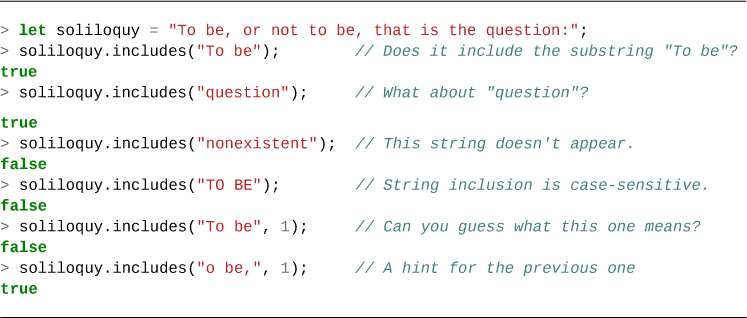 > let soliloquy = "To be, or not to be, that is the question:";
> soliloquy.includes("To be");        // Does it include the substring "To be"?
true
> soliloquy.includes("question");     // What about "question"?
true
> soliloquy.includes("nonexistent");  // This string doesn't appear.
false
> soliloquy.includes("TO BE");        // String inclusion is case-sensitive.
false
> soliloquy.includes("To be", 1);     // Can you guess what this one means?
false
> soliloquy.includes("o be,", 1);     // A hint for the previous one
true